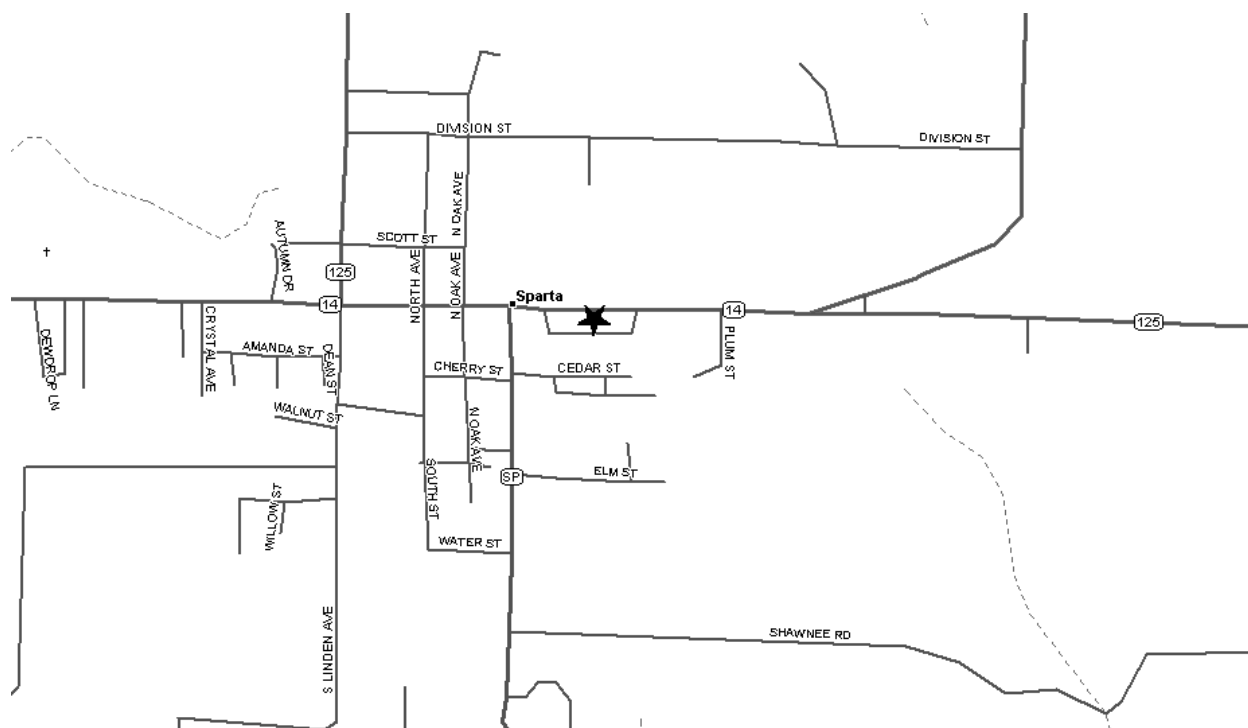 DIVISION ST
DIVISION ST
N OAK AVE
AUTUMN DR
SCOTT ST
125
NORTH AVE
N OAK AVE
14
Sparta
14
125
CRYSTAL AVE
DEWDROP LN
AMANDA ST
DEAN ST
PLUM ST
CHERRY ST
CEDAR ST
WALNUT ST
N OAK AVE
SOUTH ST
SP
ELM ST
WILLOW ST
WATER ST
S LINDEN AVE
SHAWNEE RD